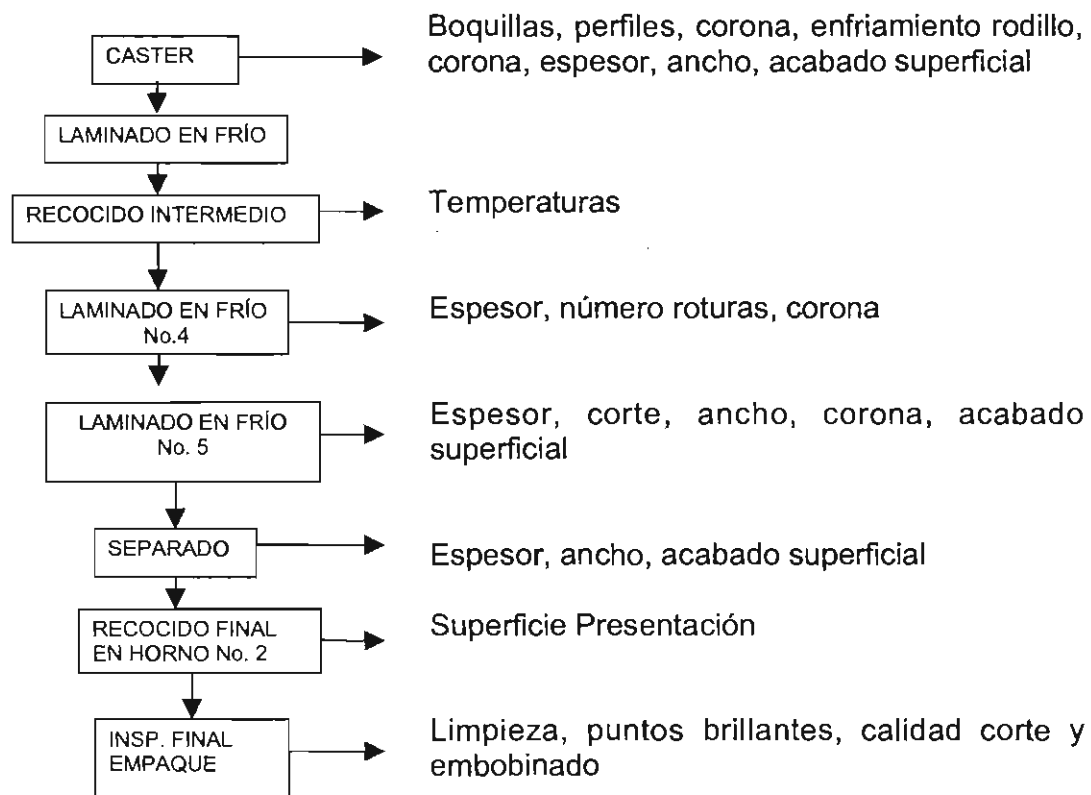 CASTER
Boquillas, perfiles, corona, enfriamiento rodillo,
corona, espesor, ancho, acabado superficial
LAMINADO EN FRÍO
RECOCIDO INTERMEDIO
Temperaturas
LAMINADO EN FRÍO
No.4
Espesor, número roturas, corona
LAMINADO EN FRÍO
No. 5
Espesor, corte, ancho, corona, acabado
superficial
SEPARADO
Espesor, ancho, acabado superficial
RECOCIDO FINAL
EN HORNO No. 2
Superficie Presentación
INSP. FINAL
EMPAQUE
Limpieza, puntos brillantes, calidad corte y
embobinado